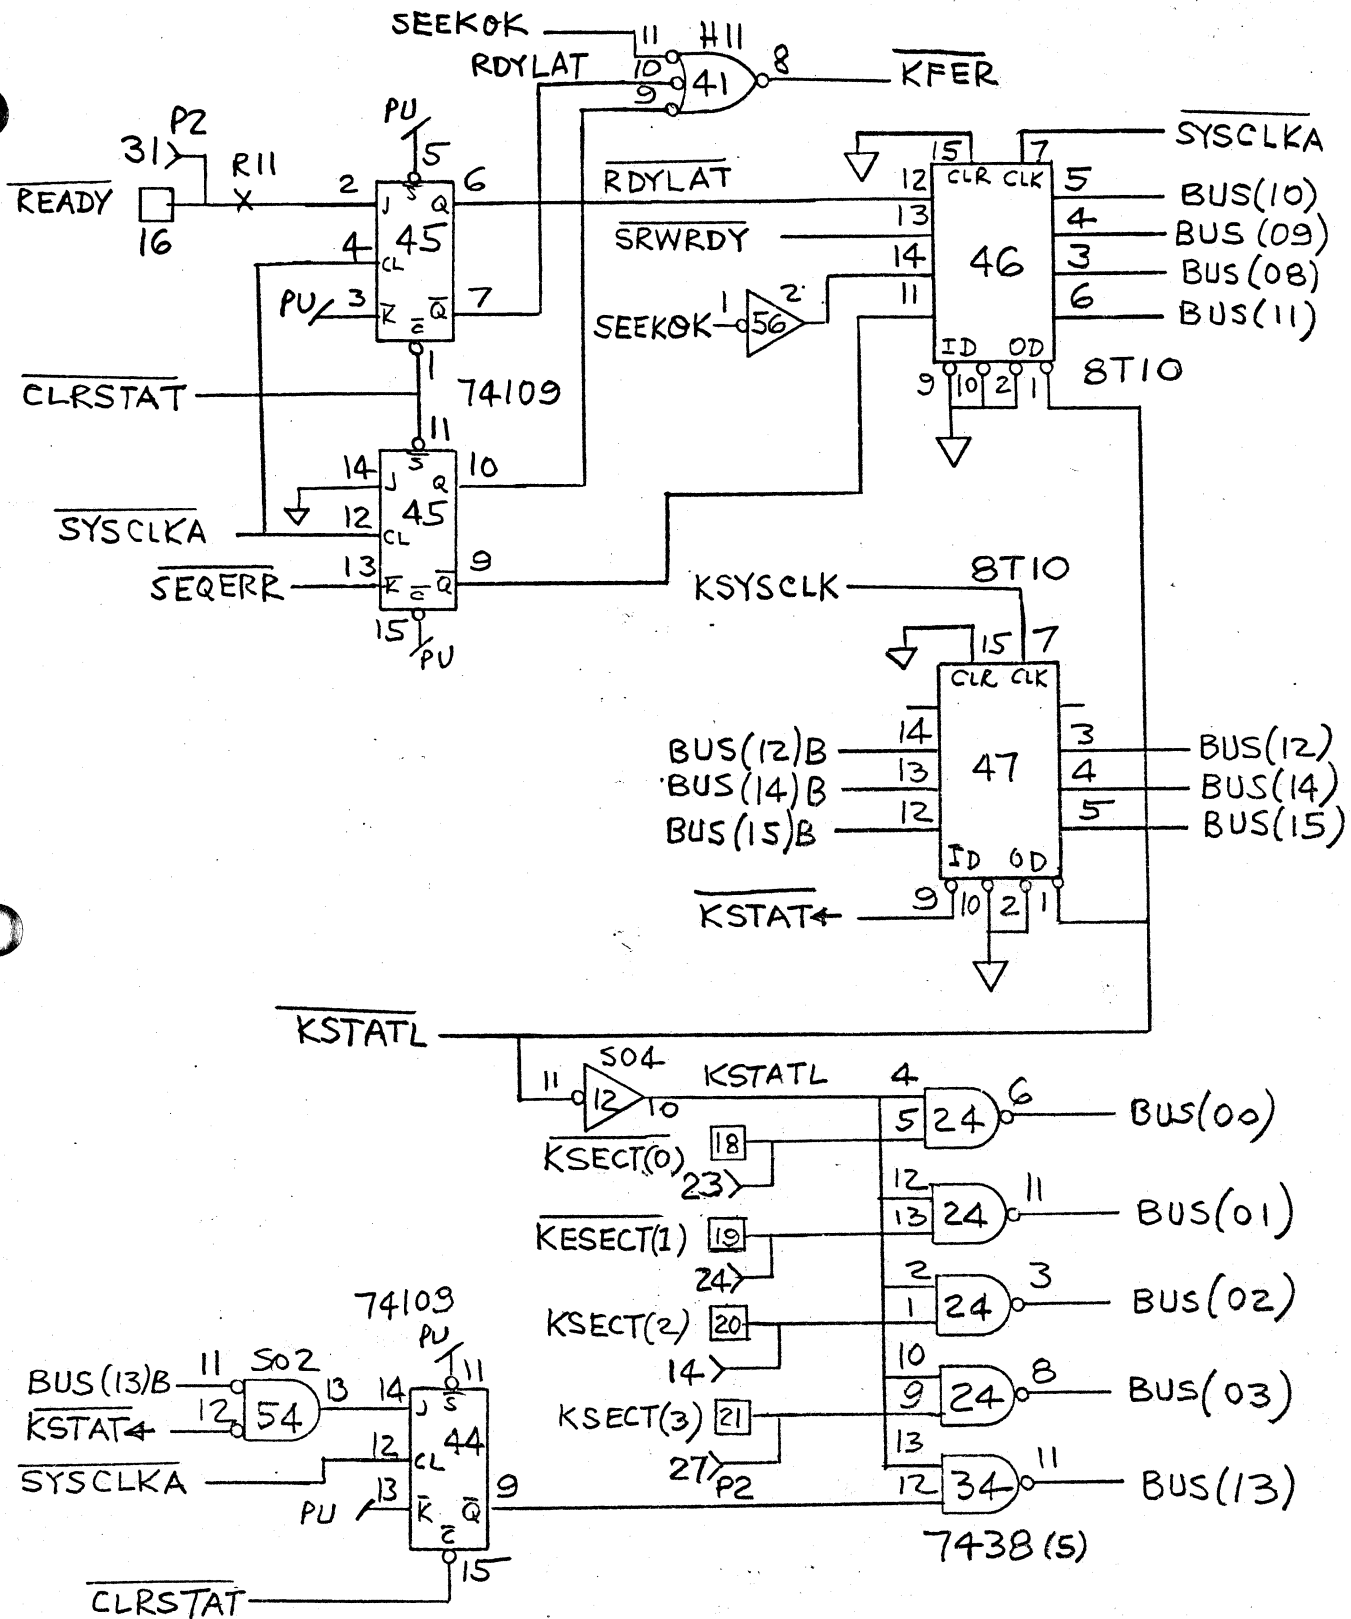 SEEKOK 11 H11
RDYLAT 10 41 8 KFER
9
PU
P2
31 R11 5
READY 2 J S Q 6 RDYLAT
16
4 CL 45
PU 3 K C Q 7
1
CLRSTAT 74109
11
14 J S Q 10
SYSCLKA 12 CL 45
SEQERR 13 K C Q 9
15 PU
SYSCLKA
15 7
CLR CLK
12 5 BUS(10)
SRWRDY 13 46 4 BUS(09)
14 3 BUS(08)
SEEKOK 1 56 2 11 6 BUS(11)
ID OD
9 10 2 1 8T10
8T10
KSYSCLK
15 7
CLR CLK
BUS(12)B 14 47 3 BUS(12)
BUS(14)B 13 4 BUS(14)
BUS(15)B 12 5 BUS(15)
ID OD
KSTAT← 9 10 2 1
KSTATL
11 S04 12 10 KSTATL
4 5 24 6 BUS(00)
KSECT(0) 18
23
12 13 24 11 BUS(01)
KESECT(1) 19
24
2 1 24 3 BUS(02)
KSECT(2) 20
14
10 9 24 8 BUS(03)
KSECT(3) 21
27 P2
13 12 34 11 BUS(13)
7438 (5)
74109
PU 11
BUS(13)B 11 S02 13 14 J S
KSTAT← 12 54
SYSCLKA 12 CL 44
PU 13 K C Q 9
15
CLRSTAT